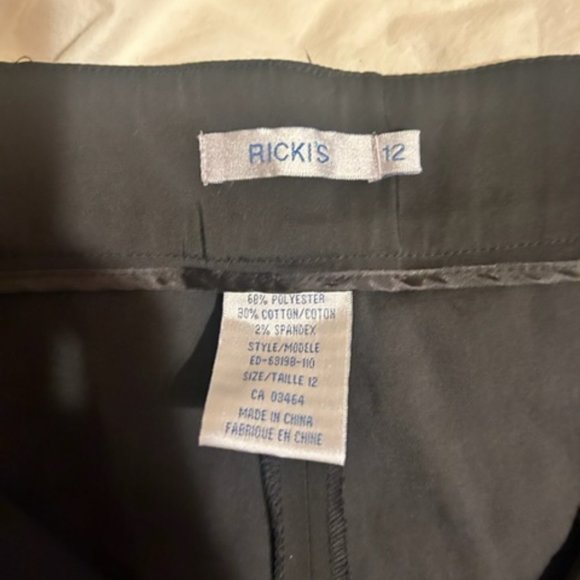 RICKI'S
12
68% POLYESTER
30% COTTON/COTON
2% SPANDEX
STYLE/MODELE
ED-69198-110
SIZE/TAILLE 12
CA 03464
MADE IN CHINA
FABRIQUE EN CHINE